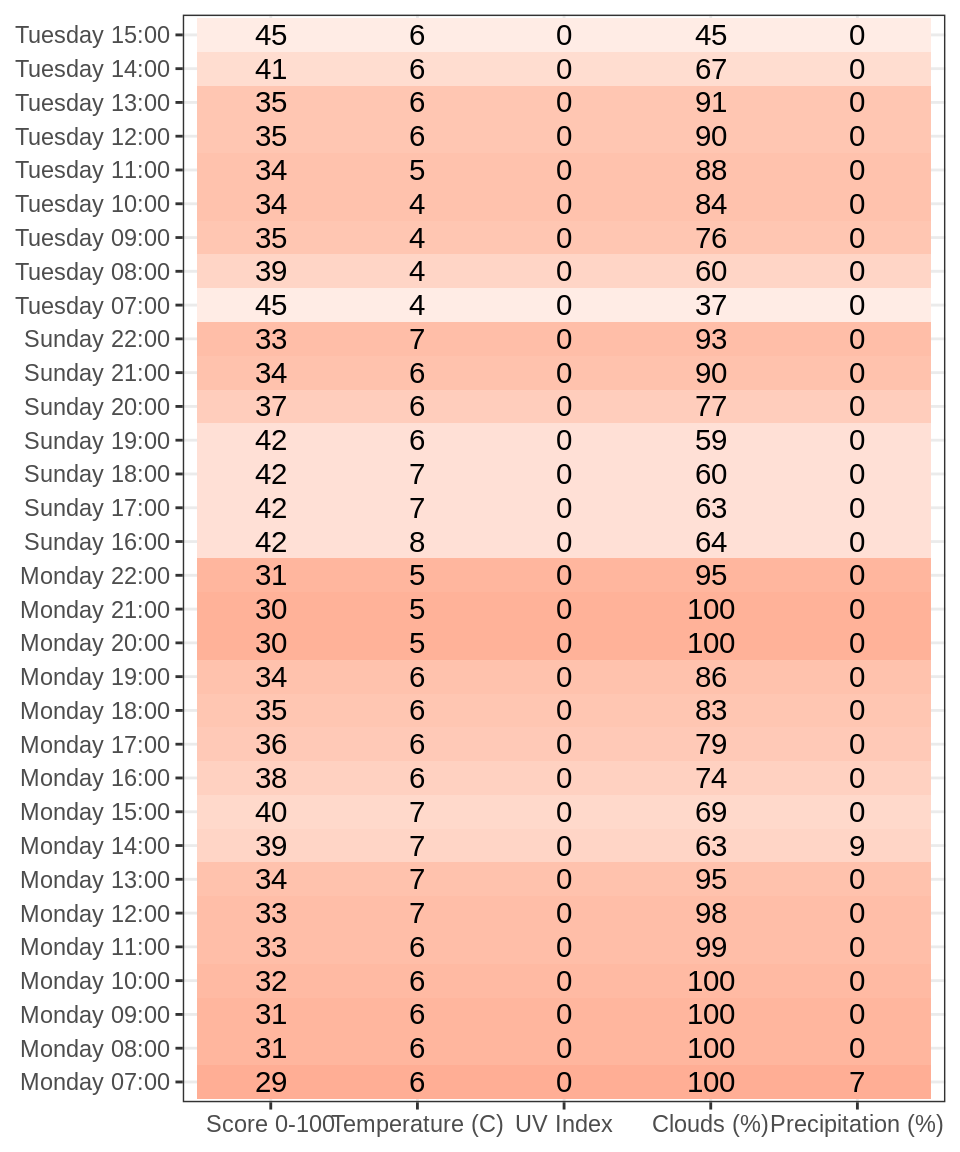 Tuesday 15:00 45 6 0 45 0
Tuesday 14:00 41 6 0 67 0
Tuesday 13:00 35 6 0 91 0
Tuesday 12:00 35 6 0 90 0
Tuesday 11:00 34 5 0 88 0
Tuesday 10:00 34 4 0 84 0
Tuesday 09:00 35 4 0 76 0
Tuesday 08:00 39 4 0 60 0
Tuesday 07:00 45 4 0 37 0
Sunday 22:00 33 7 0 93 0
Sunday 21:00 34 6 0 90 0
Sunday 20:00 37 6 0 77 0
Sunday 19:00 42 6 0 59 0
Sunday 18:00 42 7 0 60 0
Sunday 17:00 42 7 0 63 0
Sunday 16:00 42 8 0 64 0
Monday 22:00 31 5 0 95 0
Monday 21:00 30 5 0 100 0
Monday 20:00 30 5 0 100 0
Monday 19:00 34 6 0 86 0
Monday 18:00 35 6 0 83 0
Monday 17:00 36 6 0 79 0
Monday 16:00 38 6 0 74 0
Monday 15:00 40 7 0 69 0
Monday 14:00 39 7 0 63 9
Monday 13:00 34 7 0 95 0
Monday 12:00 33 7 0 98 0
Monday 11:00 33 6 0 99 0
Monday 10:00 32 6 0 100 0
Monday 09:00 31 6 0 100 0
Monday 08:00 31 6 0 100 0
Monday 07:00 29 6 0 100 7
Score 0-100 Temperature (C) UV Index Clouds (%) Precipitation (%)